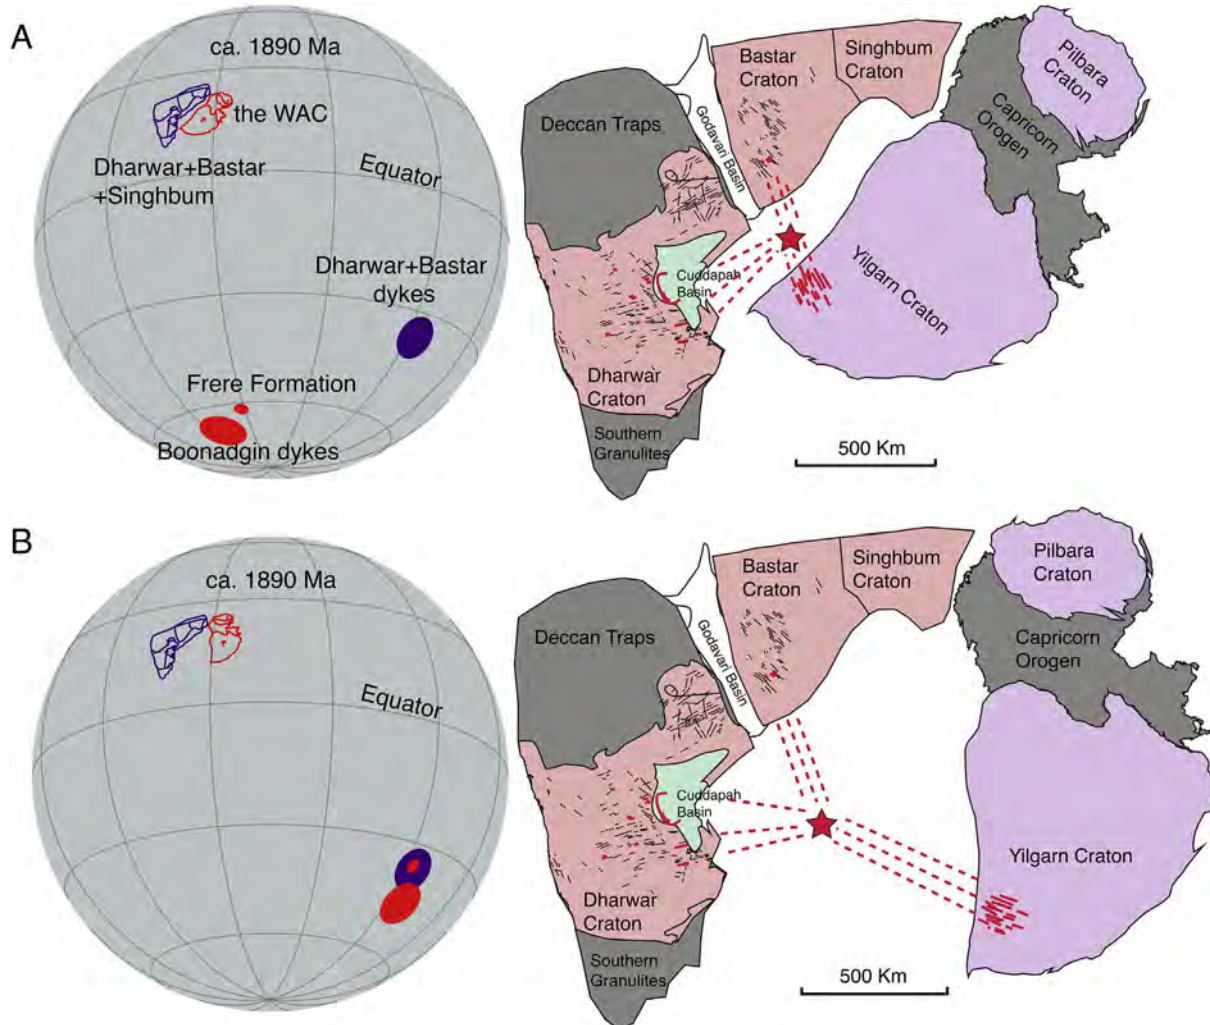 A
ca. 1890 Ma
the WAC
Dharwar+Bastar
+Singhbum
Equator
Dharwar+Bastar
dykes
Frere Formation
Boonadgin dykes
Deccan Traps
Godavari Basin
Bastar
Craton
Singhbum
Craton
Pilbara
Craton
Capricorn
Orogen
Cuddapah
Basin
Yilgarn Craton
Dharwar
Craton
Southern
Granulites
500 Km
B
ca. 1890 Ma
Equator
Deccan Traps
Godavari Basin
Bastar
Craton
Singhbum
Craton
Pilbara
Craton
Capricorn
Orogen
Cuddapah
Basin
Yilgarn Craton
Dharwar
Craton
Southern
Granulites
500 Km